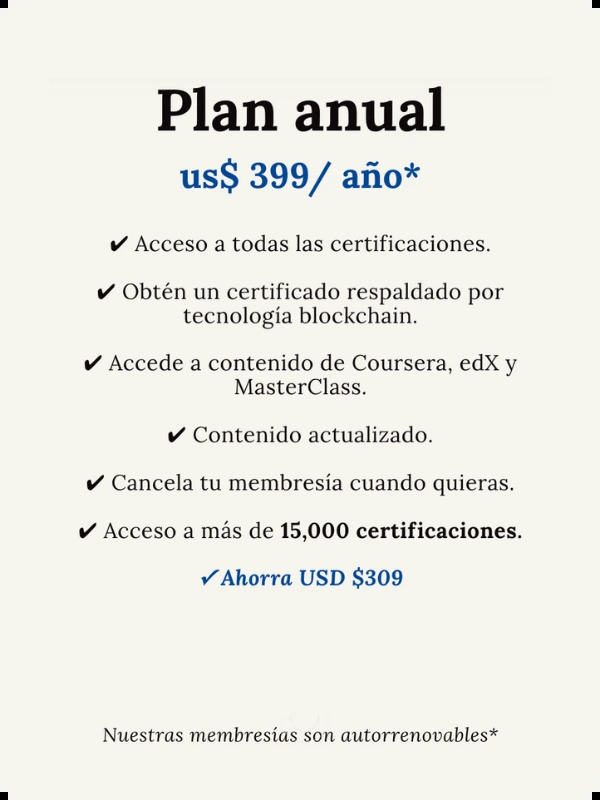 Plan anual
us$ 399/ año*
✔ Acceso a todas las certificaciones.
✔ Obtén un certificado respaldado por
tecnología blockchain.
✔ Accede a contenido de Coursera, edX y
MasterClass.
✔ Contenido actualizado.
✔ Cancela tu membresía cuando quieras.
✔ Acceso a más de 15,000 certificaciones.
✓Ahorra USD $309
Nuestras membresías son autorrenovables*